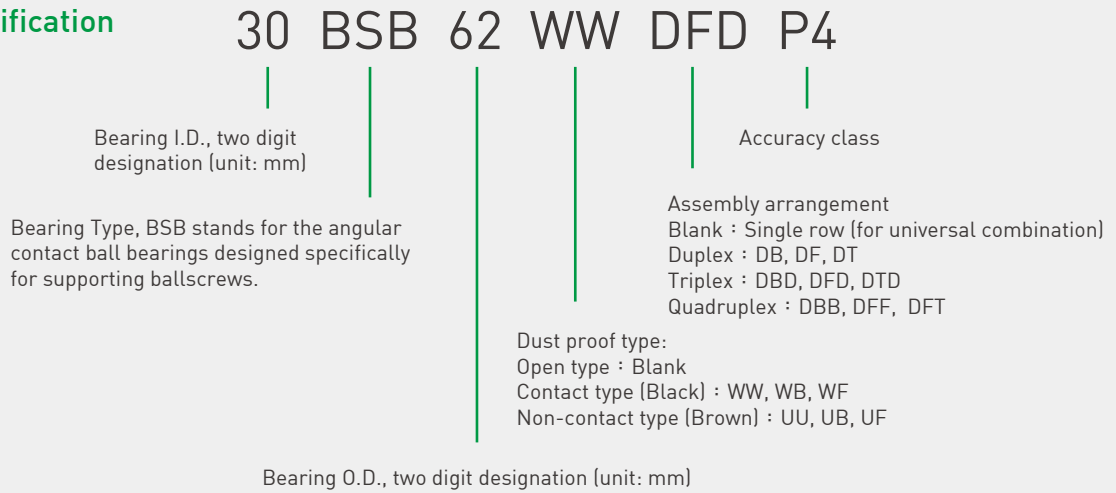 ification
30 BSB 62 WW DFD P4
Bearing I.D., two digit
designation (unit: mm)
Accuracy class
Bearing Type, BSB stands for the angular
contact ball bearings designed specifically
for supporting ballscrews.
Assembly arrangement
Blank：Single row (for universal combination)
Duplex：DB, DF, DT
Triplex：DBD, DFD, DTD
Quadruplex：DBB, DFF, DFT
Dust proof type:
Open type：Blank
Contact type (Black)：WW, WB, WF
Non-contact type (Brown)：UU, UB, UF
Bearing O.D., two digit designation (unit: mm)